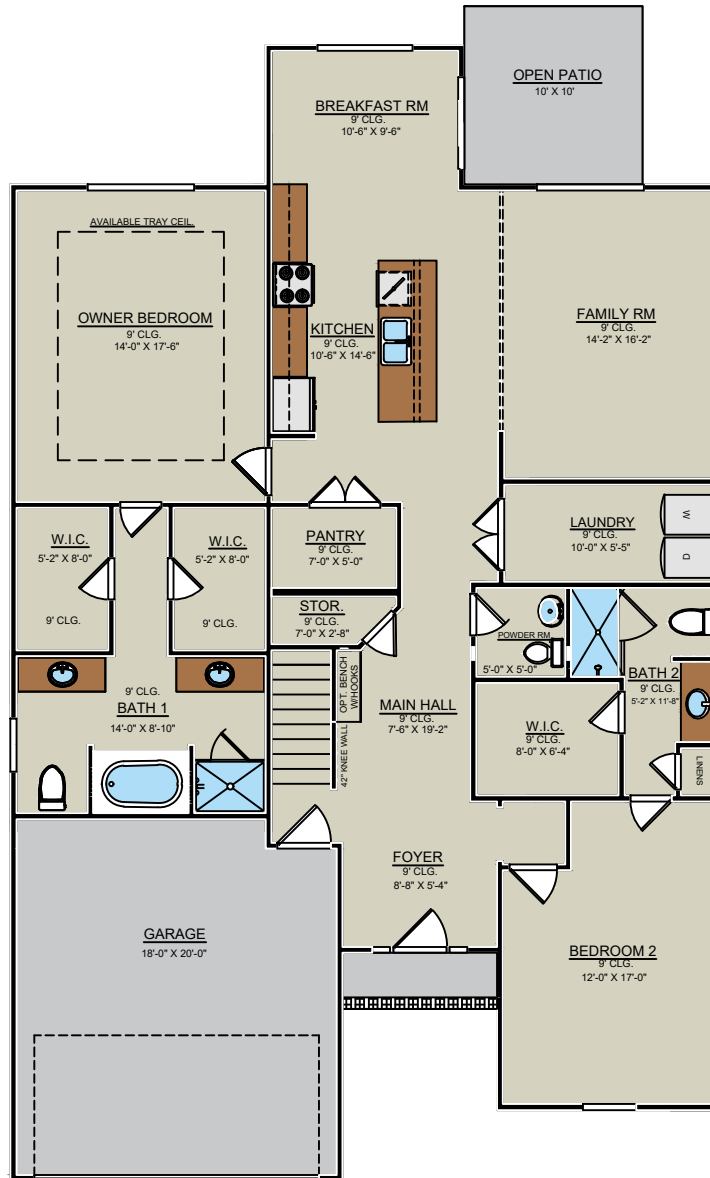 OPEN PATIO
10' X 10'
BREAKFAST RM
9' CLG.
10'-6" X 9'-6"
AVAILABLE TRAY CEIL.
OWNER BEDROOM
9' CLG.
14'-0" X 17'-6"
KITCHEN
9' CLG.
10'-6" X 14'-6"
FAMILY RM
9' CLG.
14'-2" X 16'-2"
W.I.C.
5'-2" X 8'-0"
9' CLG.
W.I.C.
5'-2" X 8'-0"
9' CLG.
PANTRY
9' CLG.
7'-0" X 5'-0"
LAUNDRY
9' CLG.
10'-0" X 5'-5"
W
D
STOR.
9' CLG.
7'-0" X 2'-8"
POWDER RM
5'-0" X 5'-0"
OPT. BENCH
W/HOOKS
42" KNEE WALL
9' CLG.
BATH 1
14'-0" X 8'-10"
MAIN HALL
9' CLG.
7'-6" X 19'-2"
BATH 2
9' CLG.
5'-2" X 11'-8"
W.I.C.
9' CLG.
8'-0" X 6'-4"
LINENS
FOYER
9' CLG.
8'-8" X 5'-4"
GARAGE
18'-0" X 20'-0"
BEDROOM 2
9' CLG.
12'-0" X 17'-0"